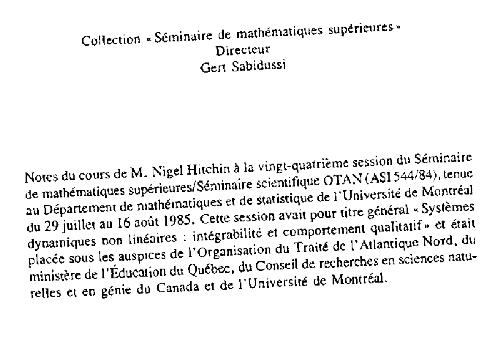 Collection « Séminaire de mathématiques supérieures »
Directeur
Gert Sabidussi
Notes du cours de M. Nigel Hitchin à la vingt-quatrième session du Séminaire
de mathématiques supérieures/Séminaire scientifique OTAN (ASI 544/84), tenue
au Département de mathématiques et de statistique de l'Université de Montréal
du 29 juillet au 16 août 1985. Cette session avait pour titre général « Systèmes
dynamiques non linéaires : intégrabilité et comportement qualitatif » et était
placée sous les auspices de l'Organisation du Traité de l'Atlantique Nord, du
ministère de l'Éducation du Québec, du Conseil de recherches en sciences natu-
relles et en génie du Canada et de l'Université de Montréal.